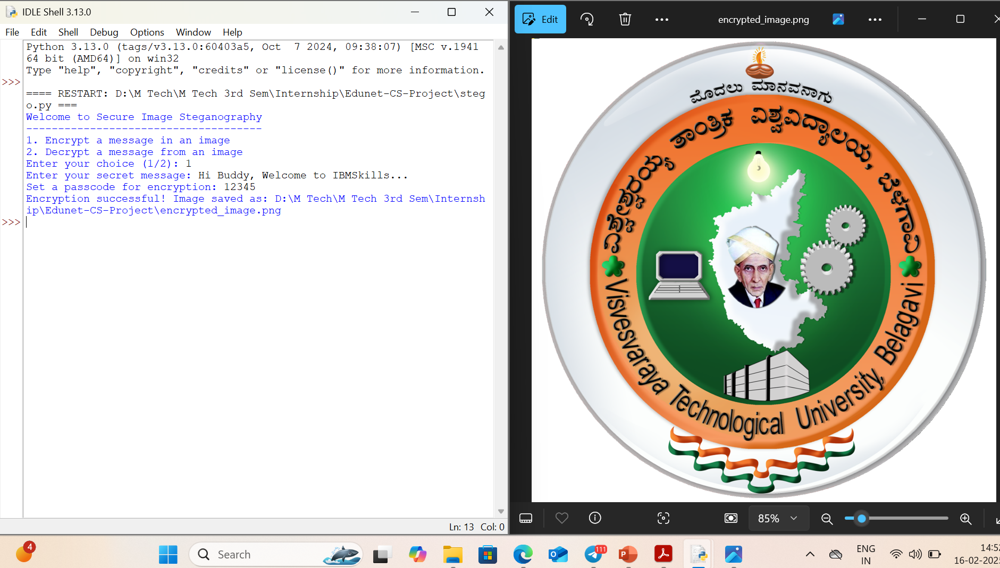 IDLE Shell 3.13.0
File Edit Shell Debug Options Window Help
Python 3.13.0 (tags/v3.13.0:60403a5, Oct  7 2024, 09:38:07) [MSC v.1941
64 bit (AMD64)] on win32
Type "help", "copyright", "credits" or "license()" for more information.
>>>
==== RESTART: D:\M Tech\M Tech 3rd Sem\Internship\Edunet-CS-Project\steg
o.py ===
Welcome to Secure Image Steganography
-------------------------------------
1. Encrypt a message in an image
2. Decrypt a message from an image
Enter your choice (1/2): 1
Enter your secret message: Hi Buddy, Welcome to IBMSkills...
Set a passcode for encryption: 12345
Encryption successful! Image saved as: D:\M Tech\M Tech 3rd Sem\Internsh
ip\Edunet-CS-Project\encrypted_image.png
>>>
Ln: 13 Col: 0
Edit
encrypted_image.png
ಮೊದಲು ಮಾನವನಾಗು
ವಿಶ್ವೇಶ್ವರಯ್ಯ ತಾಂತ್ರಿಕ ವಿಶ್ವವಿದ್ಯಾಲಯ, ಬೆಳಗಾವಿ
Visvesvaraya Technological University, Belagavi
85%
4
Search
111
ENG
IN
14:52
16-02-2025